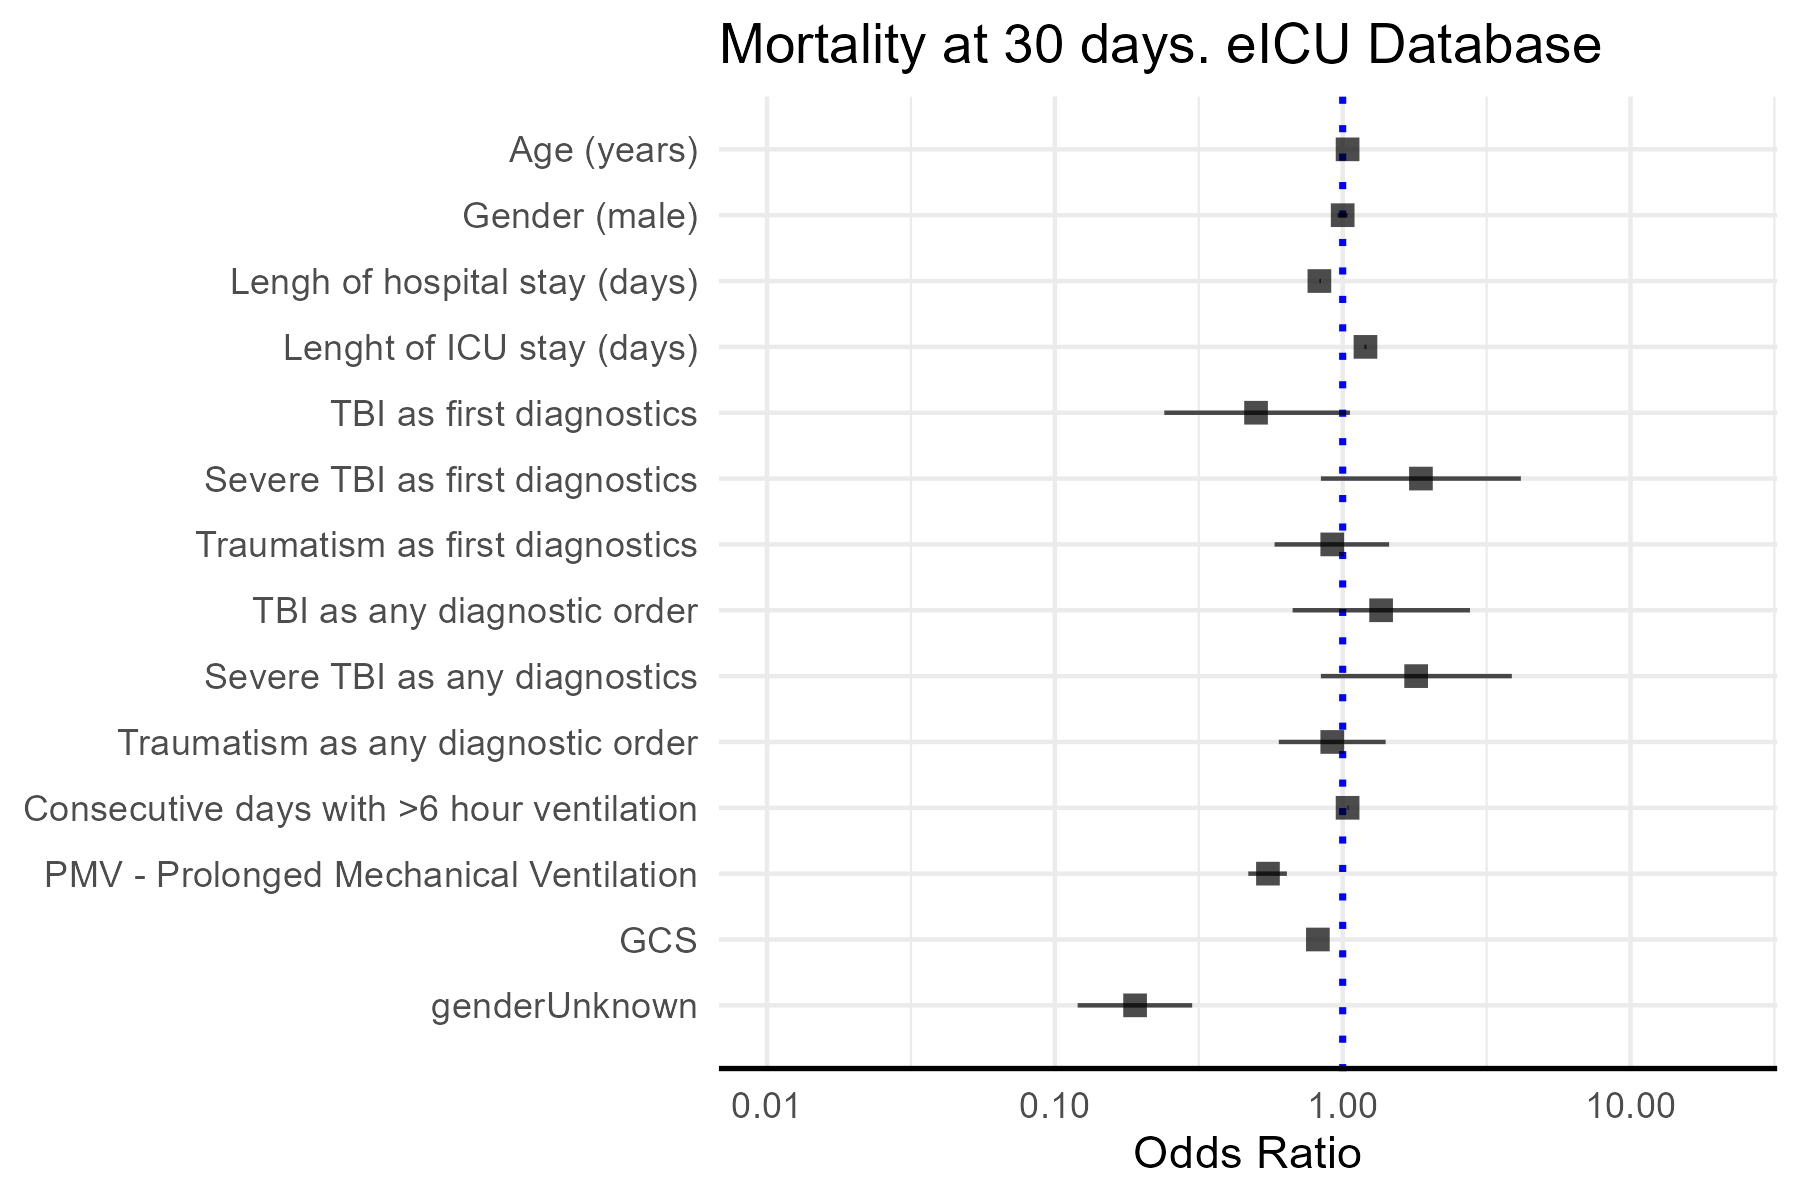 Mortality at 30 days. eICU Database
Age (years)
Gender (male)
Lengh of hospital stay (days)
Lenght of ICU stay (days)
TBI as first diagnostics
Severe TBI as first diagnostics
Traumatism as first diagnostics
TBI as any diagnostic order
Severe TBI as any diagnostics
Traumatism as any diagnostic order
Consecutive days with >6 hour ventilation
PMV - Prolonged Mechanical Ventilation
GCS
genderUnknown
0.01 0.10 1.00 10.00
Odds Ratio